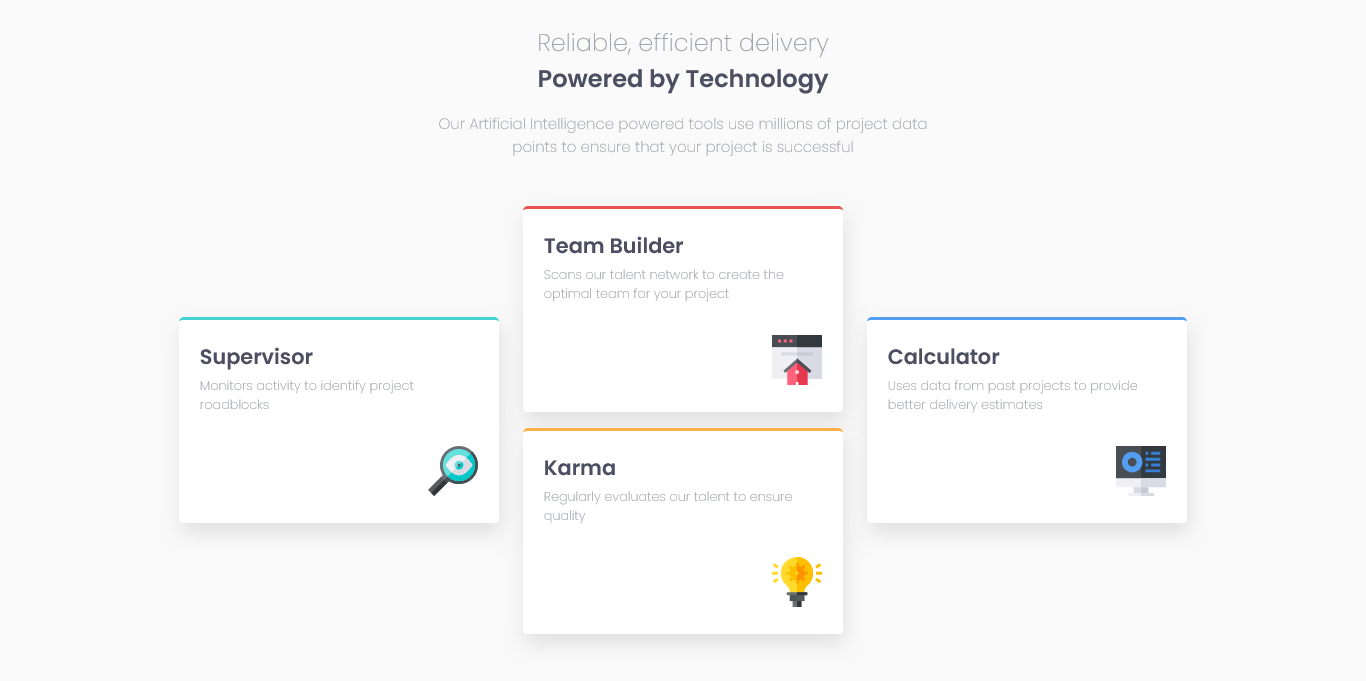 Reliable, efficient delivery
Powered by Technology
Our Artificial Intelligence powered tools use millions of project data
points to ensure that your project is successful
Supervisor
Monitors activity to identify project
roadblocks
Team Builder
Scans our talent network to create the
optimal team for your project
Karma
Regularly evaluates our talent to ensure
quality
Calculator
Uses data from past projects to provide
better delivery estimates